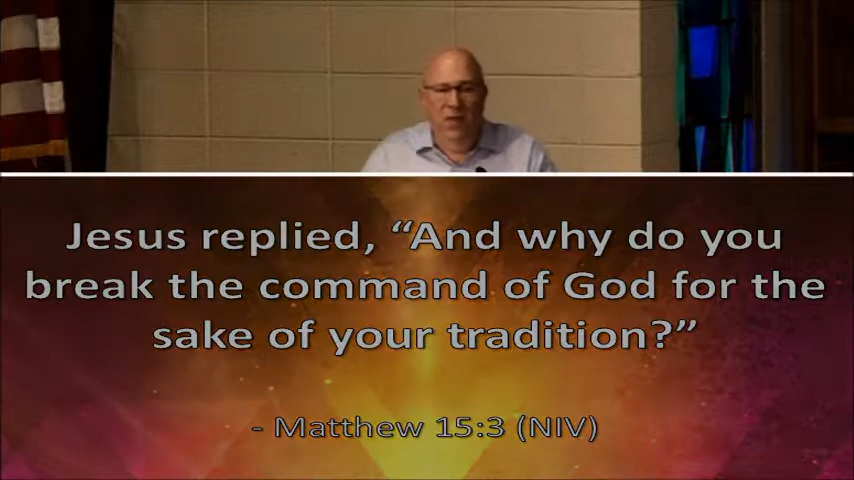 Jesus replied, “And why do you
break the command of God for the
sake of your tradition?”
- Matthew 15:3 (NIV)